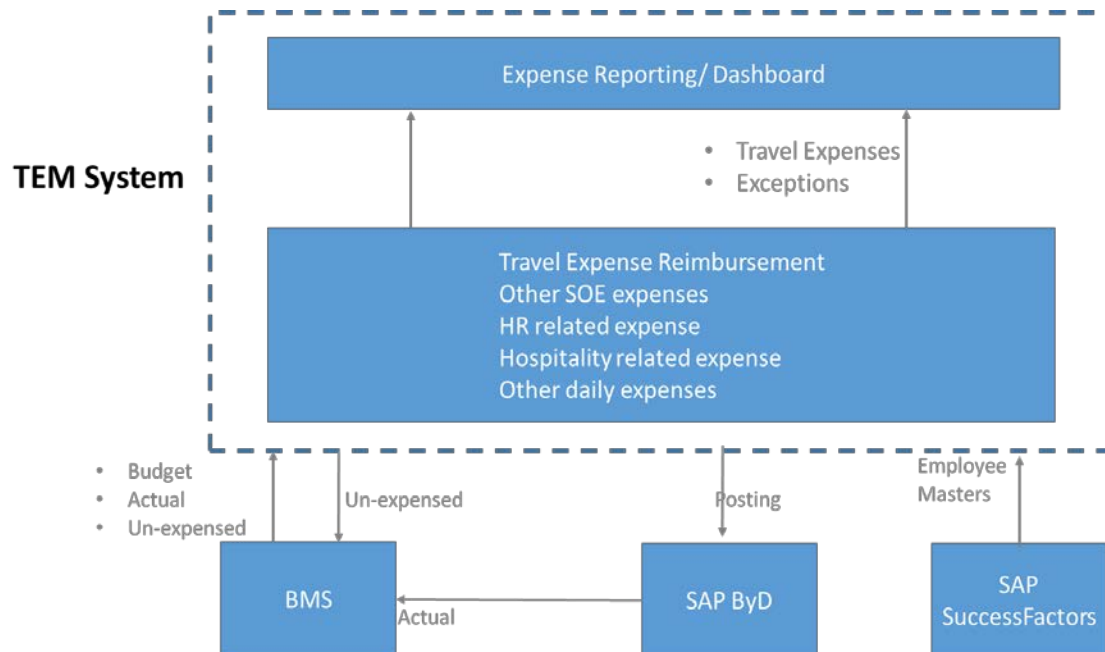 Expense Reporting/ Dashboard
TEM System
• Travel Expenses
• Exceptions
Travel Expense Reimbursement
Other SOE expenses
HR related expense
Hospitality related expense
Other daily expenses
• Budget
• Actual
• Un-expensed
Un-expensed
Posting
Employee
Masters
BMS
Actual
SAP ByD
SAP
SuccessFactors